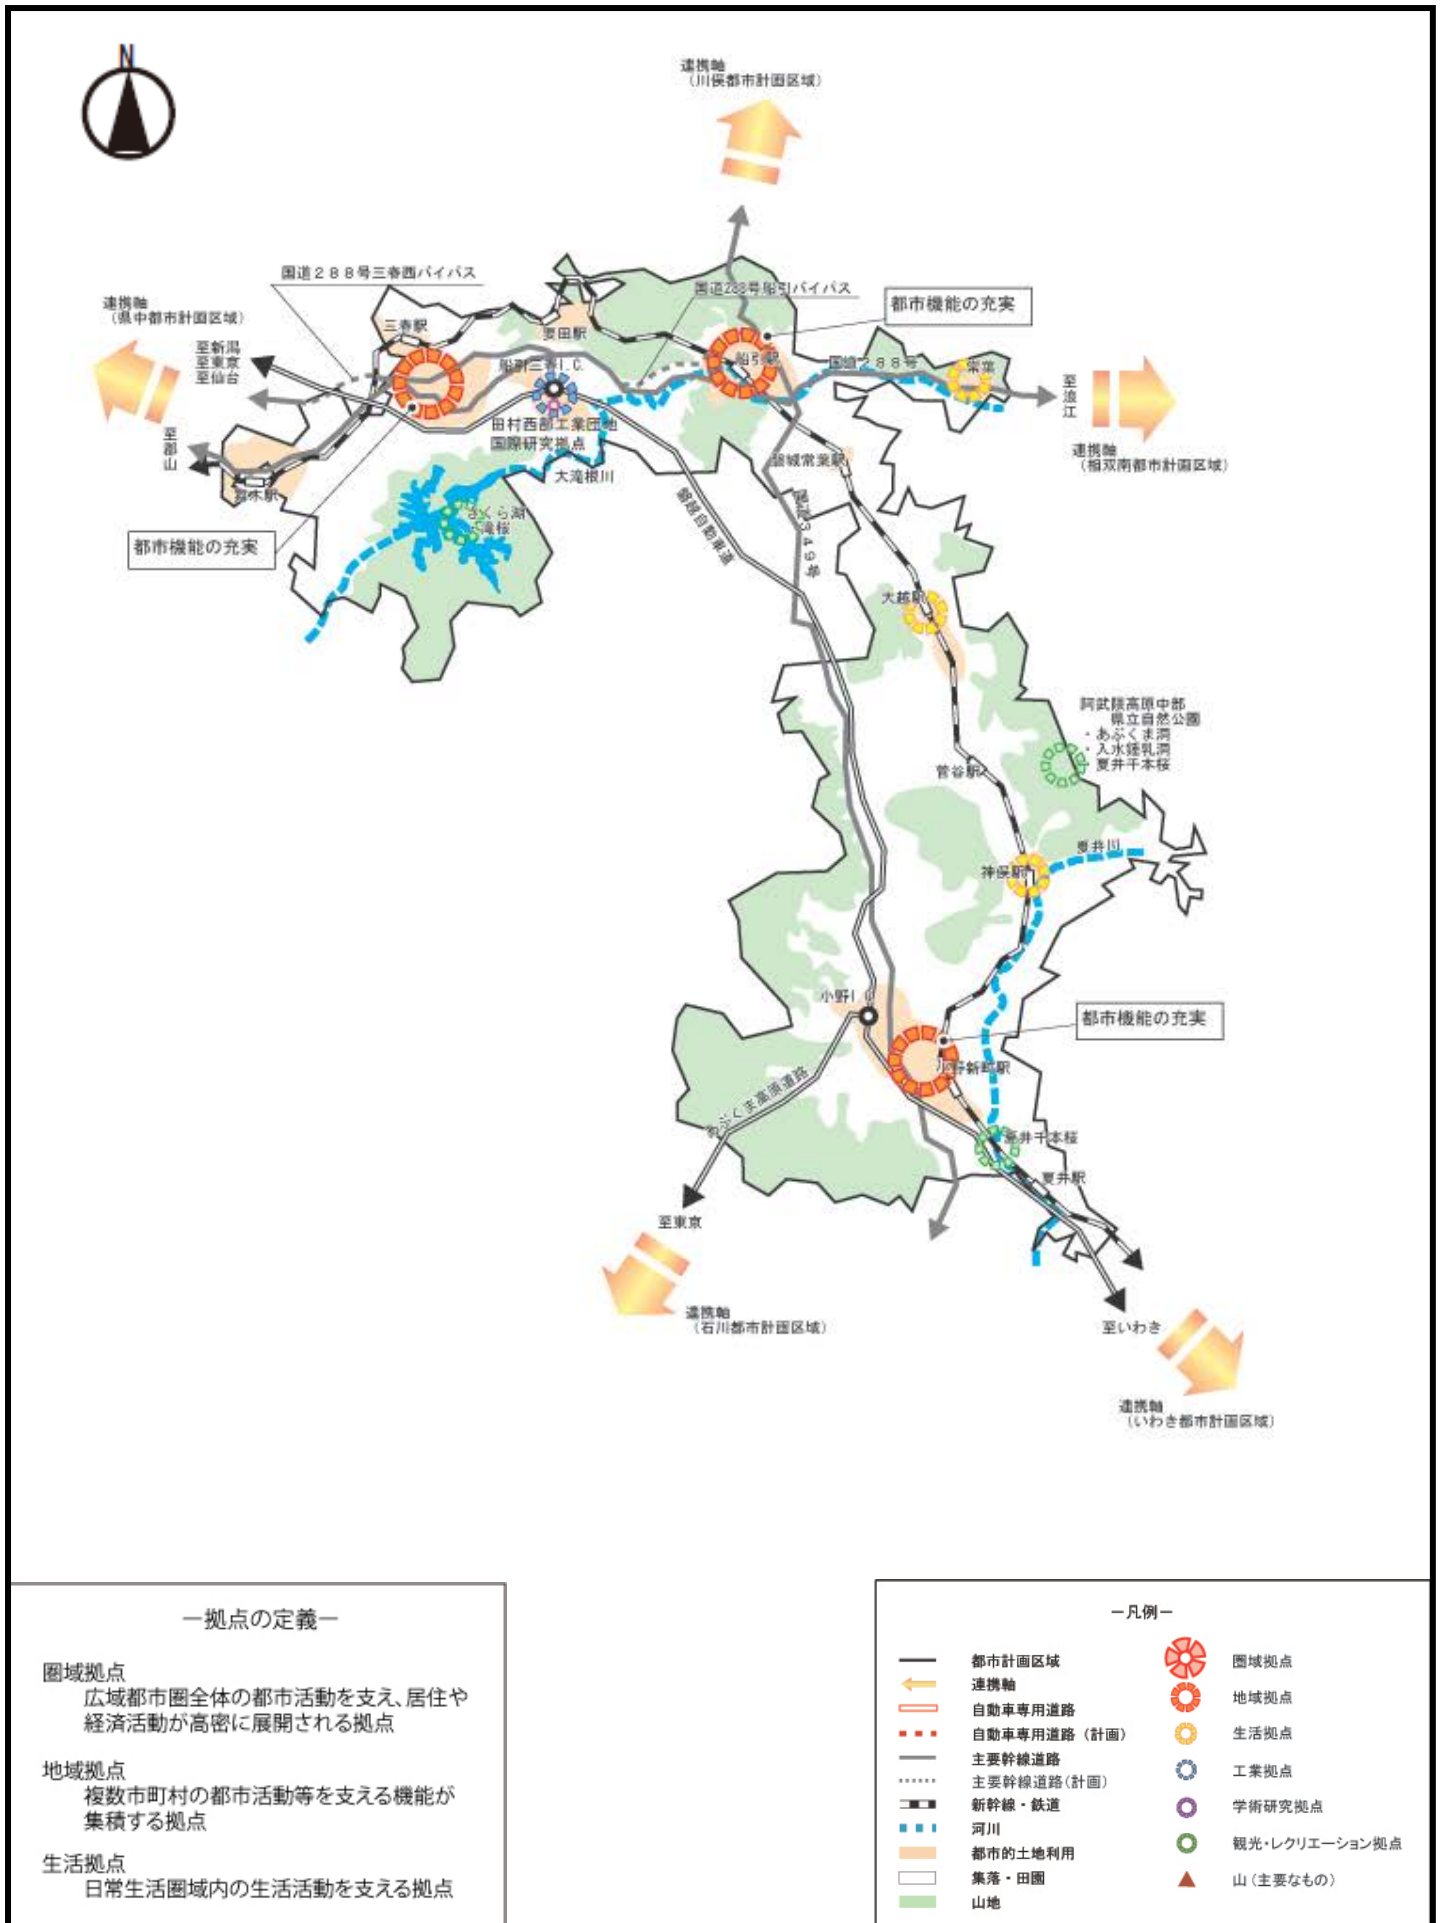 N
連携軸
（川俣都市計画区域）
国道２８８号三春西バイパス
国道288号船引バイパス
都市機能の充実
連携軸
（県中都市計画区域）
至新潟
至東京
至仙台
三春駅
要田駅
船引三春I.C.
船引駅
国道２８８号
常葉
至浪江
連携軸
（相双南都市計画区域）
至郡山
田村西部工業団地
国際研究拠点
大滝根川
磐城常葉駅
舞木駅
さくら湖
・滝桜
都市機能の充実
磐越自動車道
国道３４９号
大越駅
阿武隈高原中部
県立自然公園
・あぶくま洞
・入水鍾乳洞
・夏井千本桜
菅谷駅
夏井川
神俣駅
小野I.C
都市機能の充実
小野新町駅
あぶくま高原道路
夏井千本桜
夏井駅
至東京
連携軸
（石川都市計画区域）
至いわき
連携軸
（いわき都市計画区域）
－拠点の定義－
圏域拠点
広域都市圏全体の都市活動を支え、居住や
経済活動が高密に展開される拠点
地域拠点
複数市町村の都市活動等を支える機能が
集積する拠点
生活拠点
日常生活圏域内の生活活動を支える拠点
－凡例－
都市計画区域
連携軸
自動車専用道路
自動車専用道路（計画）
主要幹線道路
主要幹線道路（計画）
新幹線・鉄道
河川
都市的土地利用
集落・田園
山地
圏域拠点
地域拠点
生活拠点
工業拠点
学術研究拠点
観光・レクリエーション拠点
山（主要なもの）